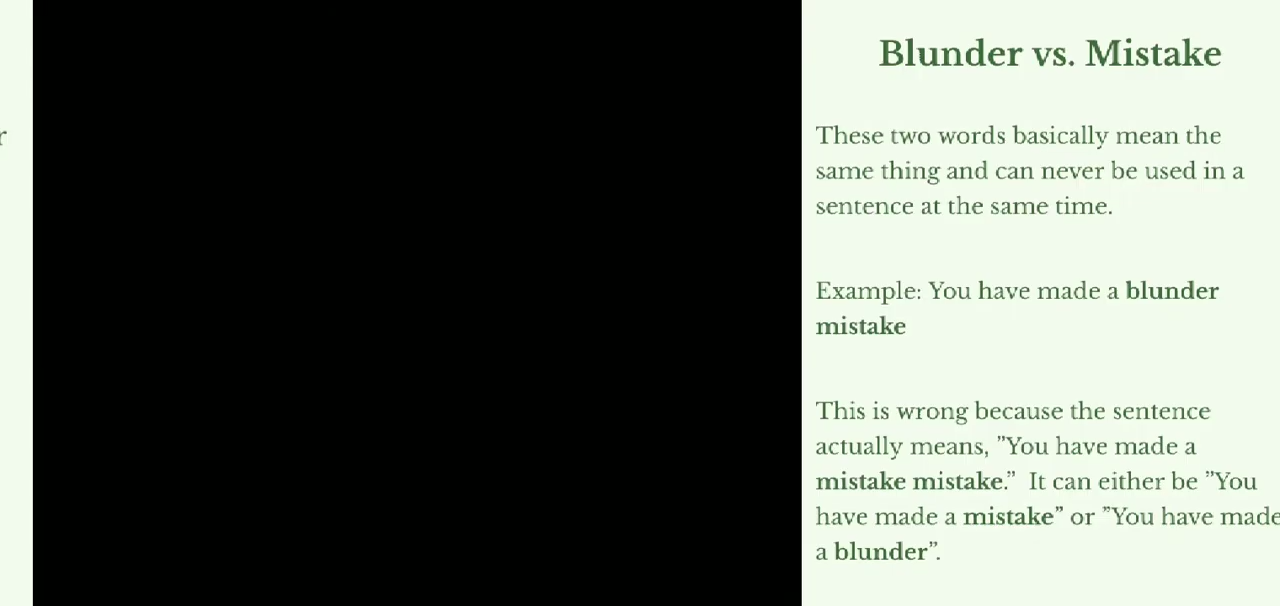 Blunder vs. Mistake
r
These two words basically mean the
same thing and can never be used in a
sentence at the same time.
Example: You have made a blunder
mistake
This is wrong because the sentence
actually means, ”You have made a
mistake mistake.” It can either be ”You
have made a mistake” or ”You have made
a blunder”.